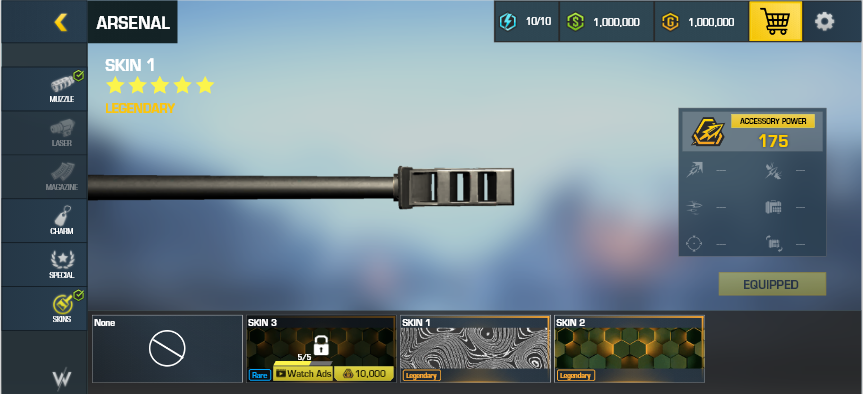 ARSENAL
10/10
1,000,000
1,000,000
SKIN 1
LEGENDARY
MUZZLE
LASER
MAGAZINE
CHARM
SPECIAL
SKINS
W
ACCESSORY POWER
175
EQUIPPED
None
SKIN 3
5/5
Rare
Watch Ads
10,000
SKIN 1
Legendary
SKIN 2
Legendary